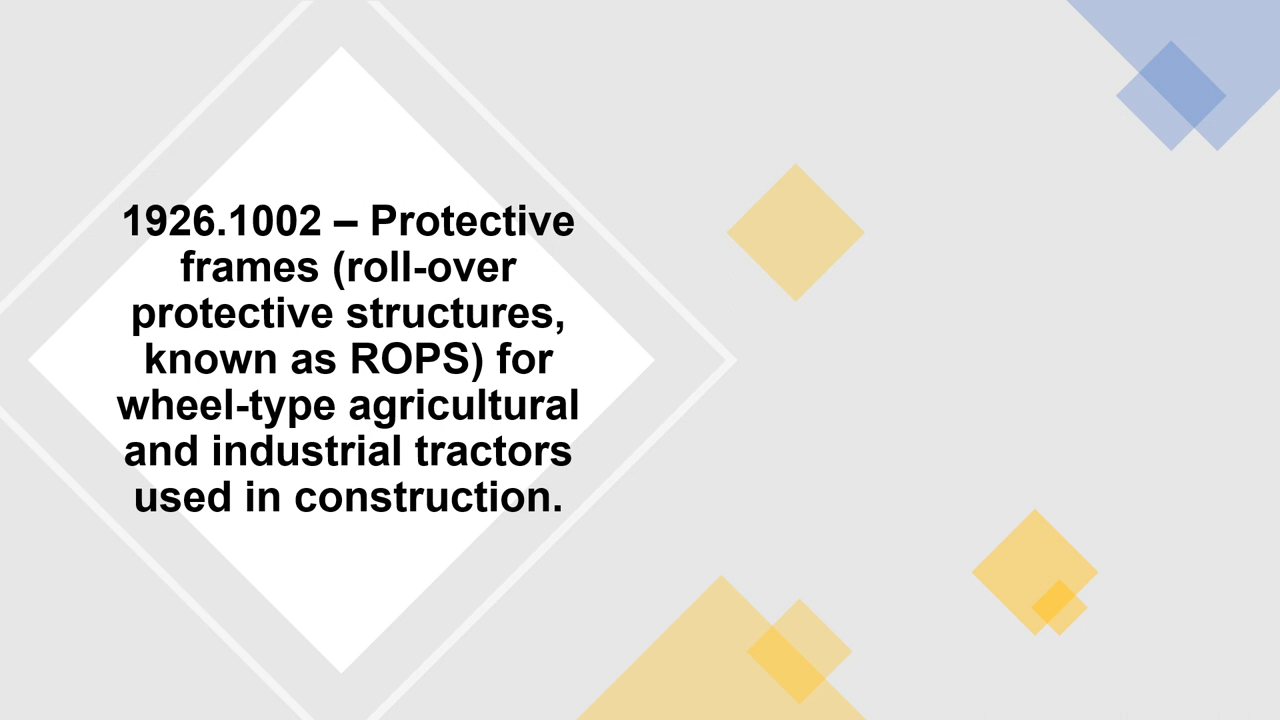 1926.1002 – Protective
frames (roll-over
protective structures,
known as ROPS) for
wheel-type agricultural
and industrial tractors
used in construction.